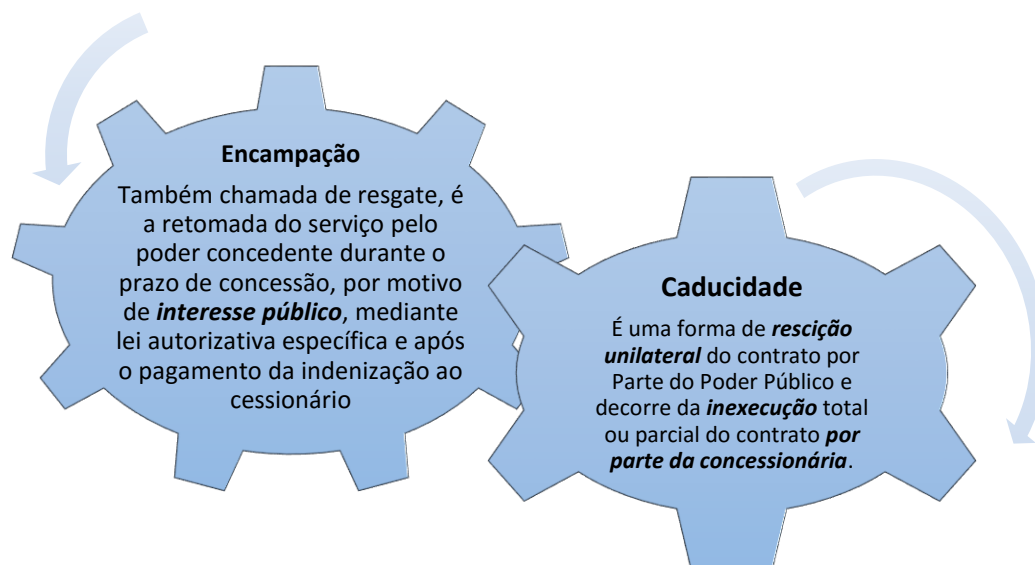 Encampação
Também chamada de resgate, é
a retomada do serviço pelo
poder concedente durante o
prazo de concessão, por motivo
de interesse público, mediante
lei autorizativa específica e após
o pagamento da indenização ao
cessionário
Caducidade
É uma forma de rescição
unilateral do contrato por
Parte do Poder Público e
decorre da inexecução total
ou parcial do contrato por
parte da concessionária.